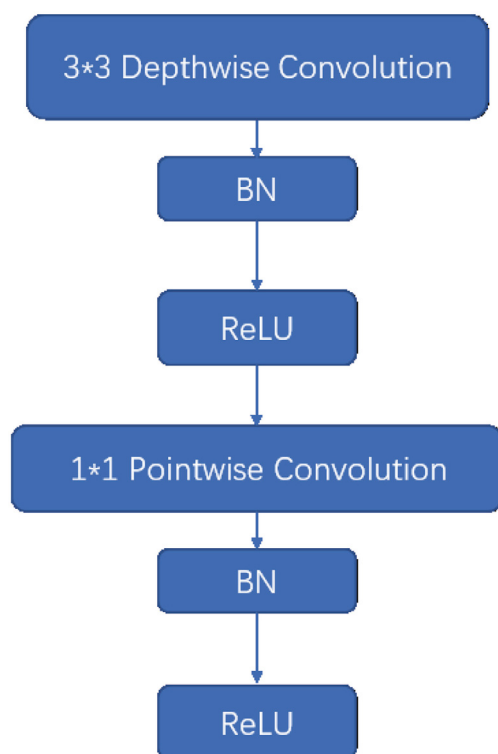 3*3 Depthwise Convolution
BN
ReLU
1*1 Pointwise Convolution
BN
ReLU